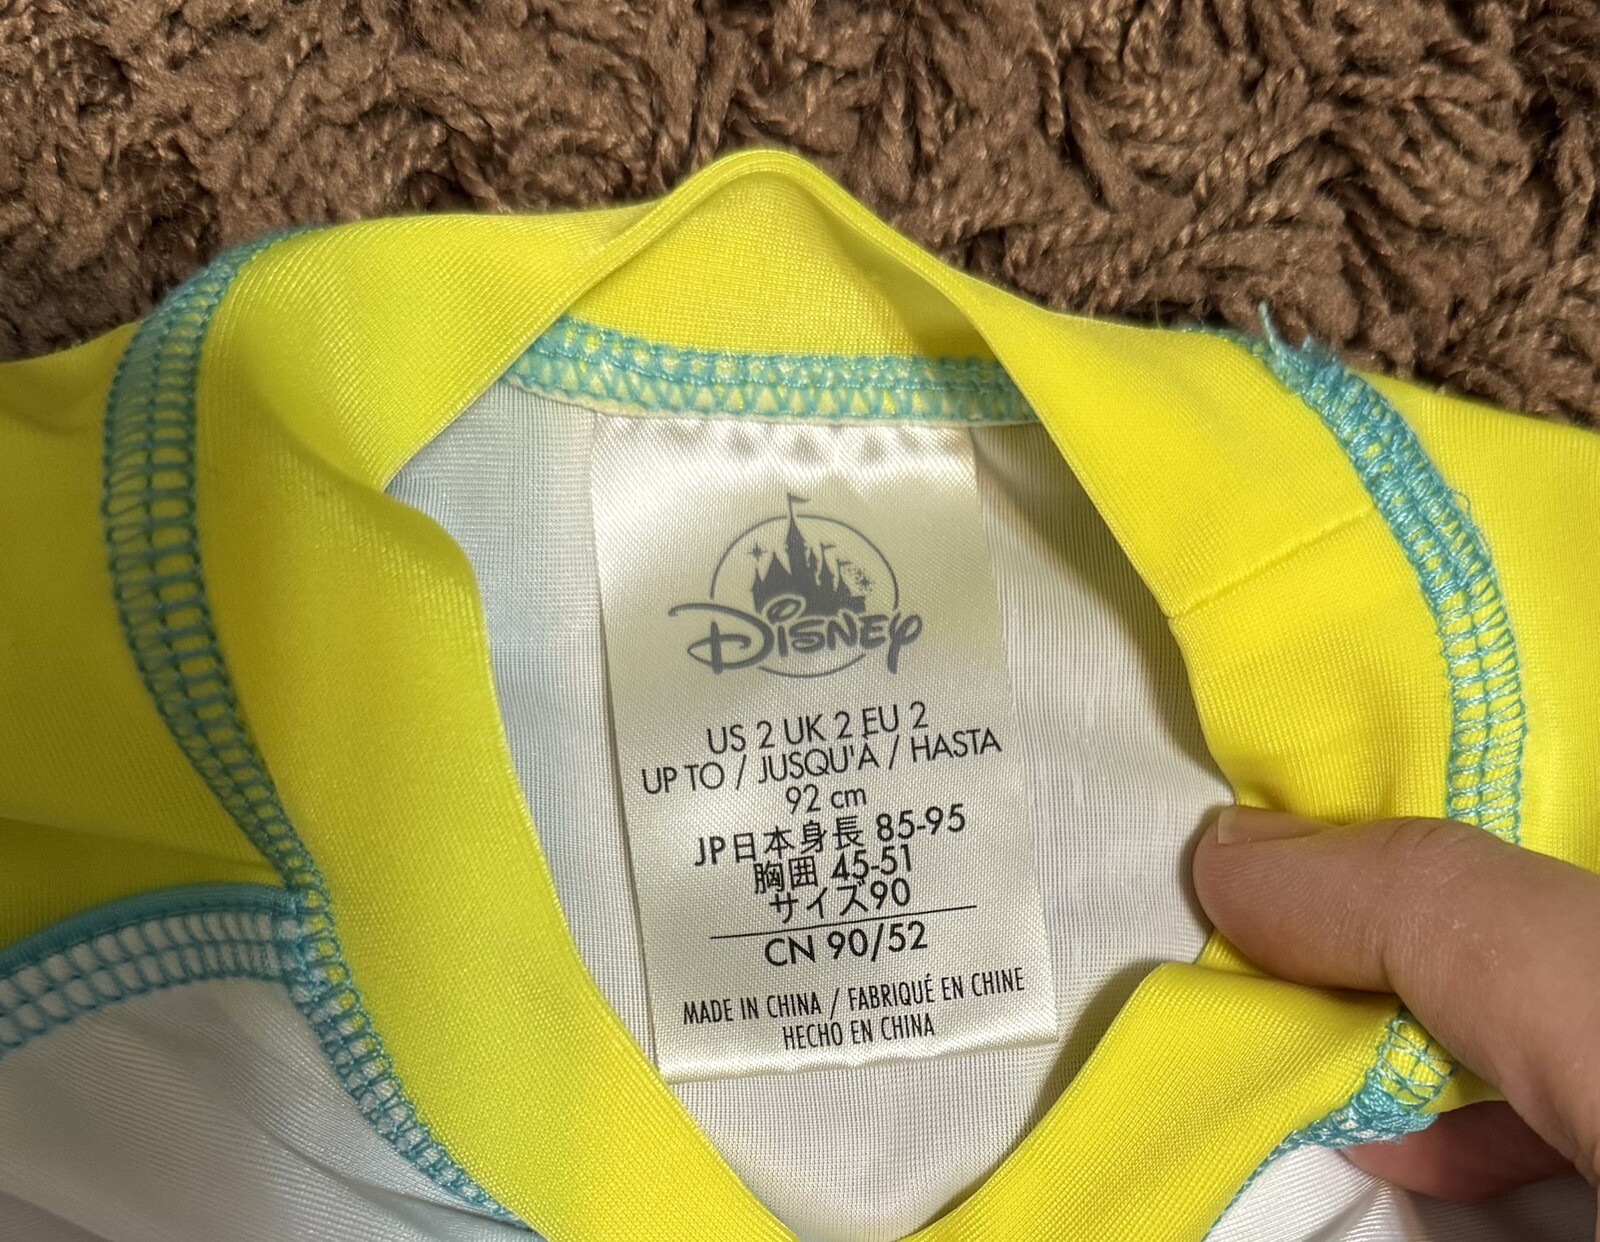 Disney
US 2 UK 2 EU 2
UP TO / JUSQU'À / HASTA
92 cm
JP日本身長 85-95
胸囲 45-51
サイズ90
CN 90/52
MADE IN CHINA / FABRIQUÉ EN CHINE
HECHO EN CHINA